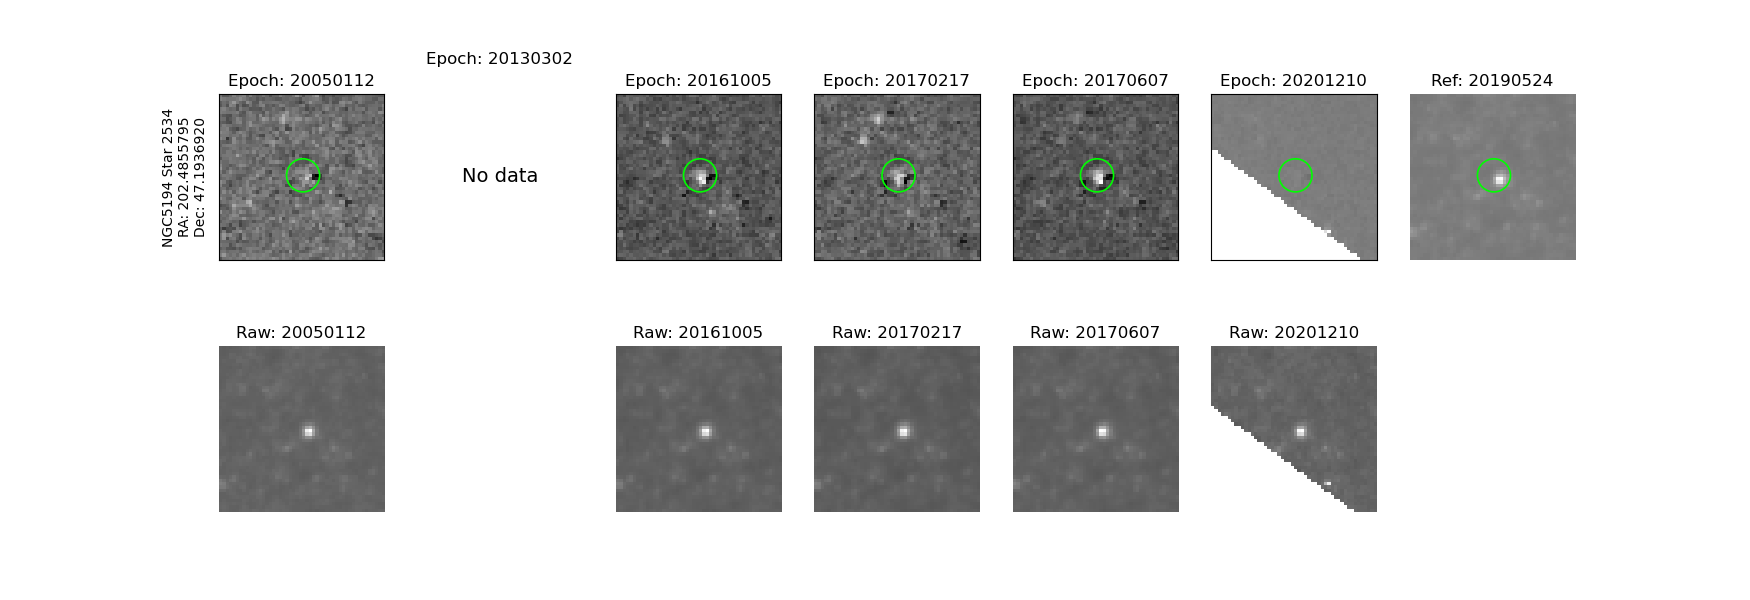 Epoch: 20130302
Epoch: 20050112
Epoch: 20161005
Epoch: 20170217
Epoch: 20170607
Epoch: 20201210
Ref: 20190524
NGC5194 Star 2534
RA: 202.4855795
Dec: 47.1936920
No data
Raw: 20050112
Raw: 20161005
Raw: 20170217
Raw: 20170607
Raw: 20201210